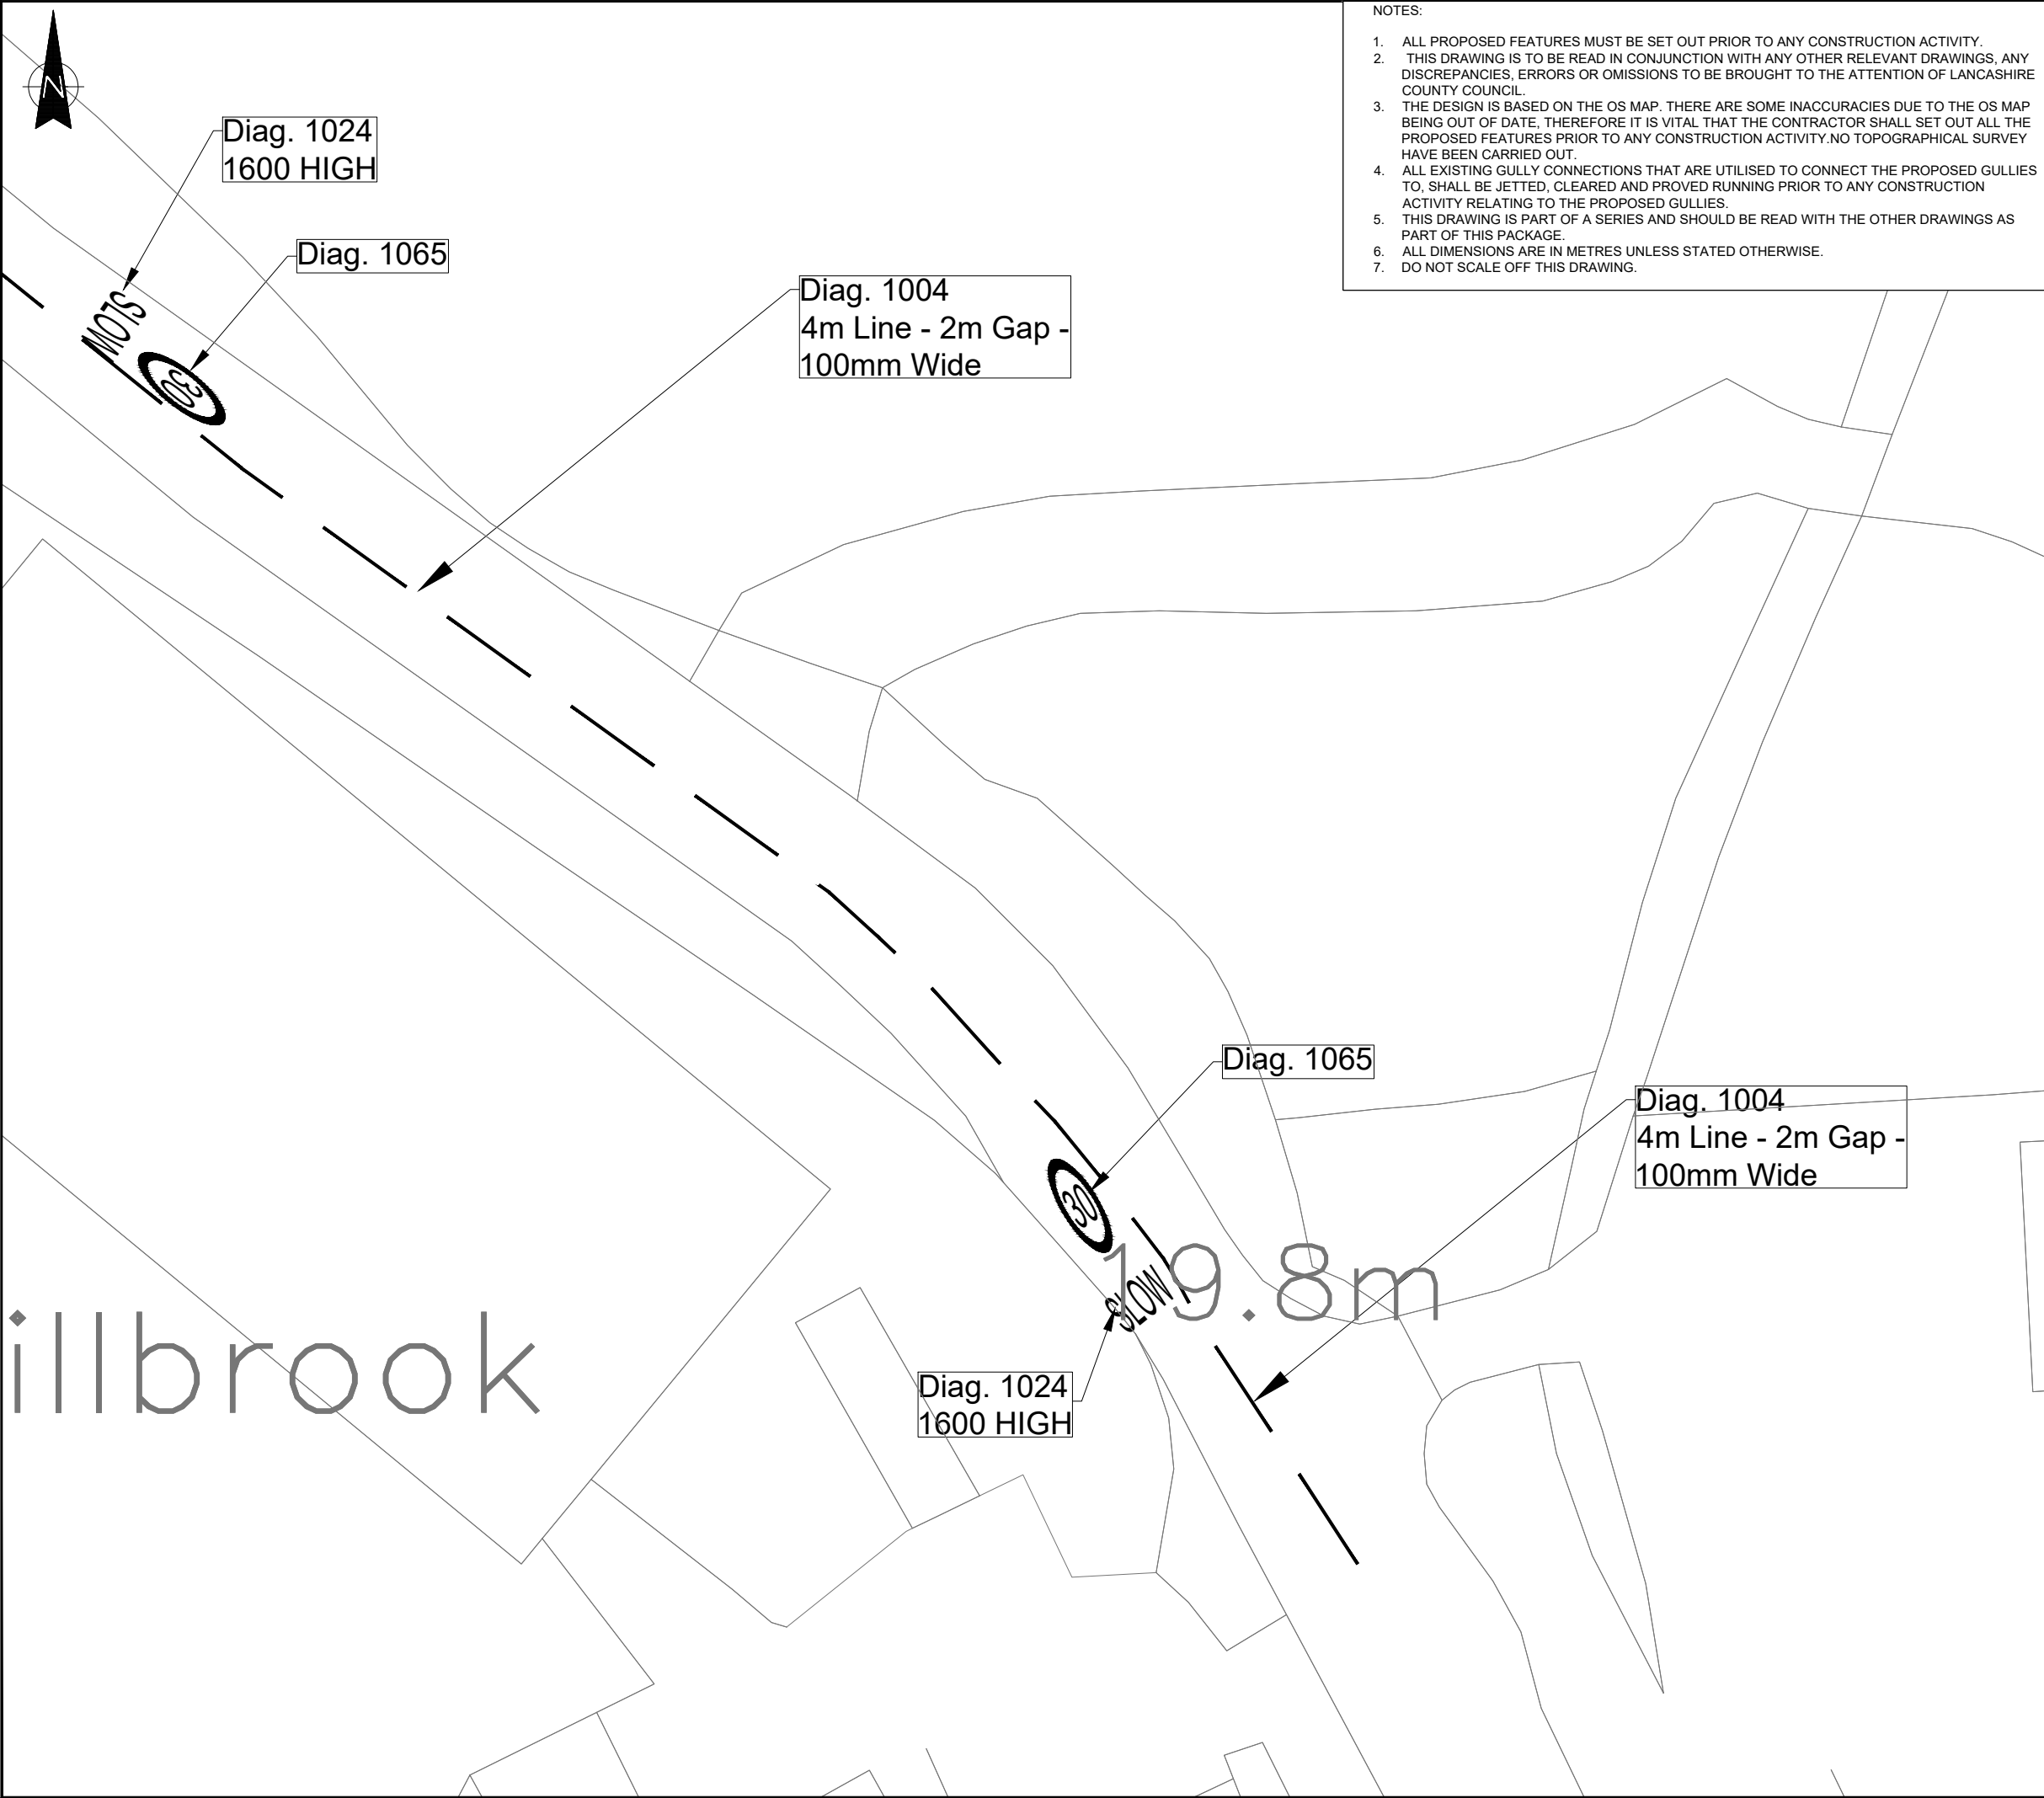 NOTES:
1. ALL PROPOSED FEATURES MUST BE SET OUT PRIOR TO ANY CONSTRUCTION ACTIVITY.
2. THIS DRAWING IS TO BE READ IN CONJUNCTION WITH ANY OTHER RELEVANT DRAWINGS, ANY
DISCREPANCIES, ERRORS OR OMISSIONS TO BE BROUGHT TO THE ATTENTION OF LANCASHIRE
COUNTY COUNCIL.
3. THE DESIGN IS BASED ON THE OS MAP. THERE ARE SOME INACCURACIES DUE TO THE OS MAP
BEING OUT OF DATE, THEREFORE IT IS VITAL THAT THE CONTRACTOR SHALL SET OUT ALL THE
PROPOSED FEATURES PRIOR TO ANY CONSTRUCTION ACTIVITY.NO TOPOGRAPHICAL SURVEY
HAVE BEEN CARRIED OUT.
4. ALL EXISTING GULLY CONNECTIONS THAT ARE UTILISED TO CONNECT THE PROPOSED GULLIES
TO, SHALL BE JETTED, CLEARED AND PROVED RUNNING PRIOR TO ANY CONSTRUCTION
ACTIVITY RELATING TO THE PROPOSED GULLIES.
5. THIS DRAWING IS PART OF A SERIES AND SHOULD BE READ WITH THE OTHER DRAWINGS AS
PART OF THIS PACKAGE.
6. ALL DIMENSIONS ARE IN METRES UNLESS STATED OTHERWISE.
7. DO NOT SCALE OFF THIS DRAWING.
N
Diag. 1024
1600 HIGH
Diag. 1065
Diag. 1004
4m Line - 2m Gap -
100mm Wide
SLOW
30
Diag. 1065
Diag. 1004
4m Line - 2m Gap -
100mm Wide
30
19.8m
SLOW
illbrook
Diag. 1024
1600 HIGH